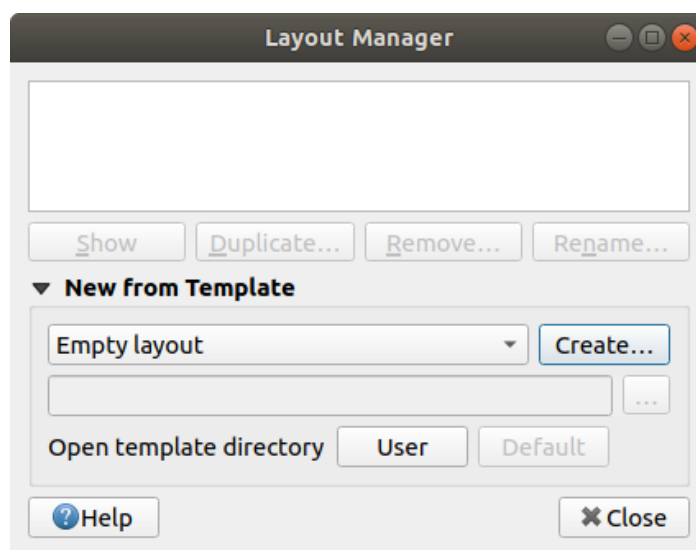 Layout Manager
Show Duplicate... Remove... Rename...
New from Template
Empty layout Create...
...
Open template directory User Default
Help Close